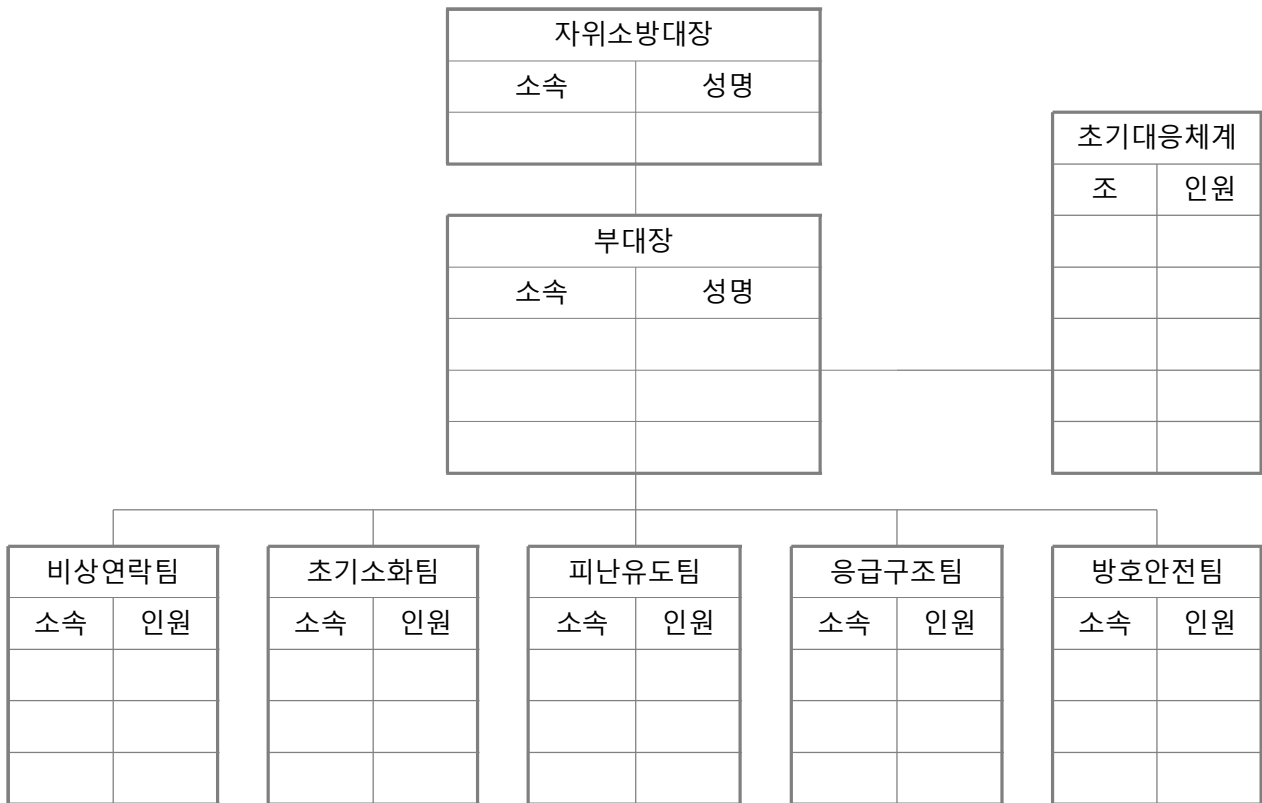 자위소방대장
소속 성명
초기대응체계
조 인원
부대장
소속 성명
비상연락팀 초기소화팀 피난유도팀 응급구조팀 방호안전팀
소속 인원 소속 인원 소속 인원 소속 인원 소속 인원